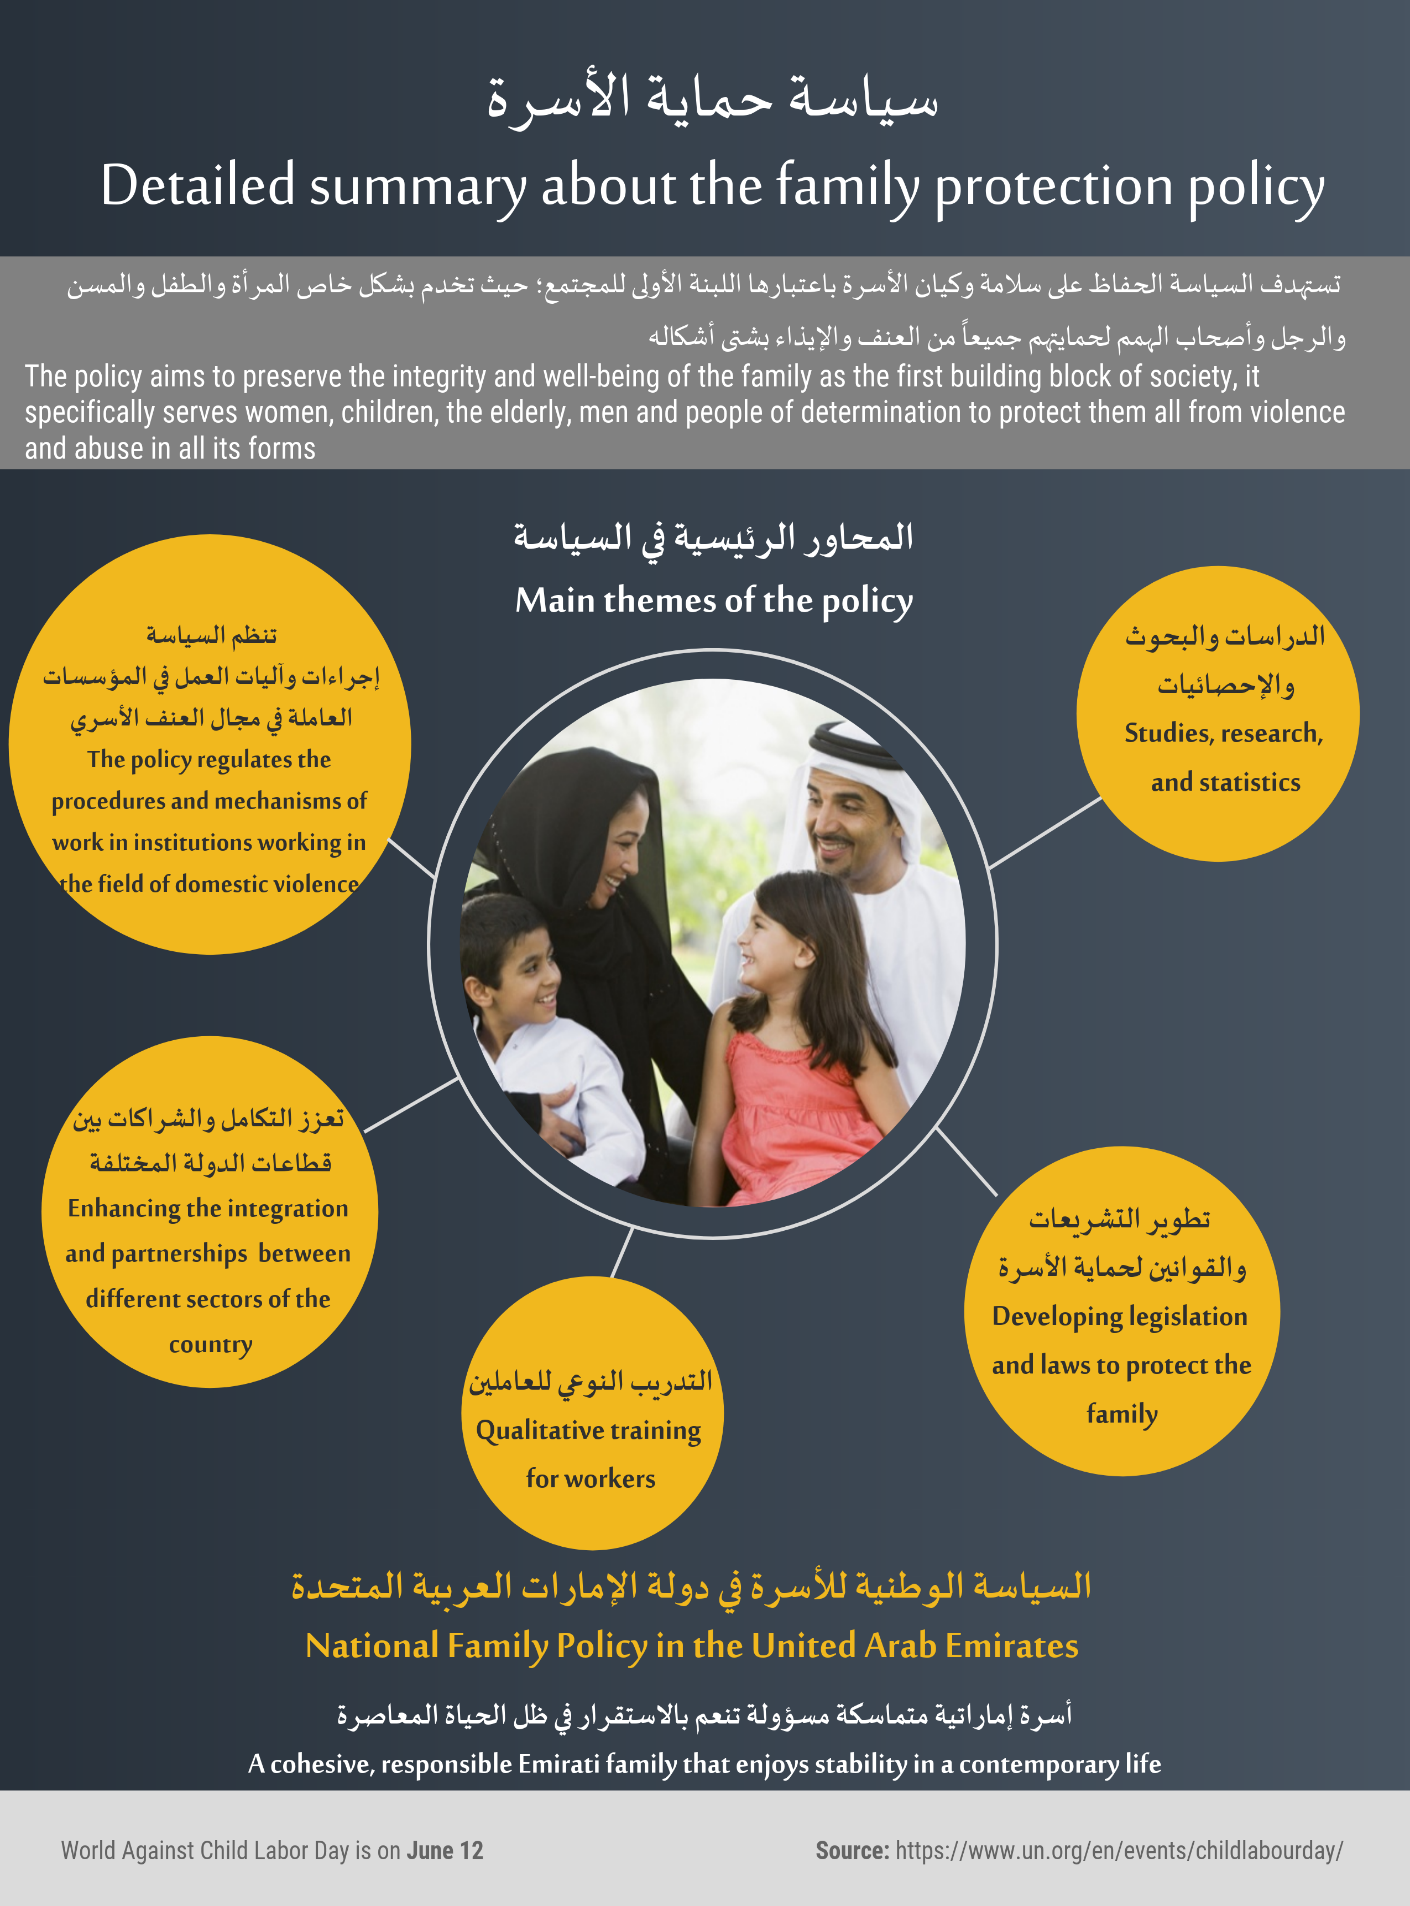 سياسة حماية الأسرة
Detailed summary about the family protection policy
تستهدف السياسة الحفاظ على سلامة وكيان الأسرة باعتبارها اللبنة الأولى للمجتمع؛ حيث تخدم بشكل خاص المرأة والطفل والمسن
والرجل وأصحاب الهمم لحمايتهم جميعاً من العنف والإيذاء بشتى أشكاله
The policy aims to preserve the integrity and well-being of the family as the first building block of society, it
specifically serves women, children, the elderly, men and people of determination to protect them all from violence
and abuse in all its forms
المحاور الرئيسية في السياسة
Main themes of the policy
تنظم السياسة
إجراءات وآليات العمل في المؤسسات
العاملة في مجال العنف الأسري
The policy regulates the
procedures and mechanisms of
work in institutions working in
the field of domestic violence
الدراسات والبحوث
والإحصائيات
Studies, research,
and statistics
تعزز التكامل والشراكات بين
قطاعات الدولة المختلفة
Enhancing the integration
and partnerships between
different sectors of the
country
التدريب النوعي للعاملين
Qualitative training
for workers
تطوير التشريعات
والقوانين لحماية الأسرة
Developing legislation
and laws to protect the
family
السياسة الوطنية للأسرة في دولة الإمارات العربية المتحدة
National Family Policy in the United Arab Emirates
أسرة إماراتية متماسكة مسؤولة تنعم بالاستقرار في ظل الحياة المعاصرة
A cohesive, responsible Emirati family that enjoys stability in a contemporary life
World Against Child Labor Day is on June 12
Source: https://www.un.org/en/events/childlabourday/